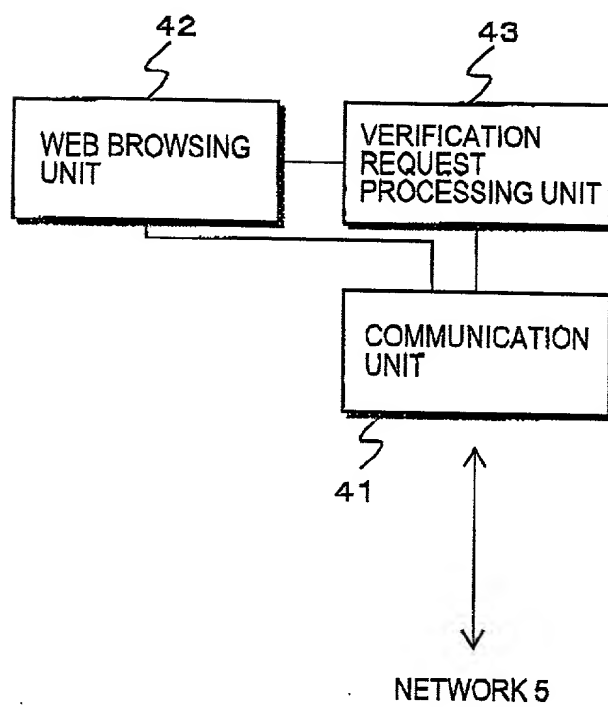 42
43
WEB BROWSING
UNIT
VERIFICATION
REQUEST
PROCESSING UNIT
COMMUNICATION
UNIT
41
NETWORK 5